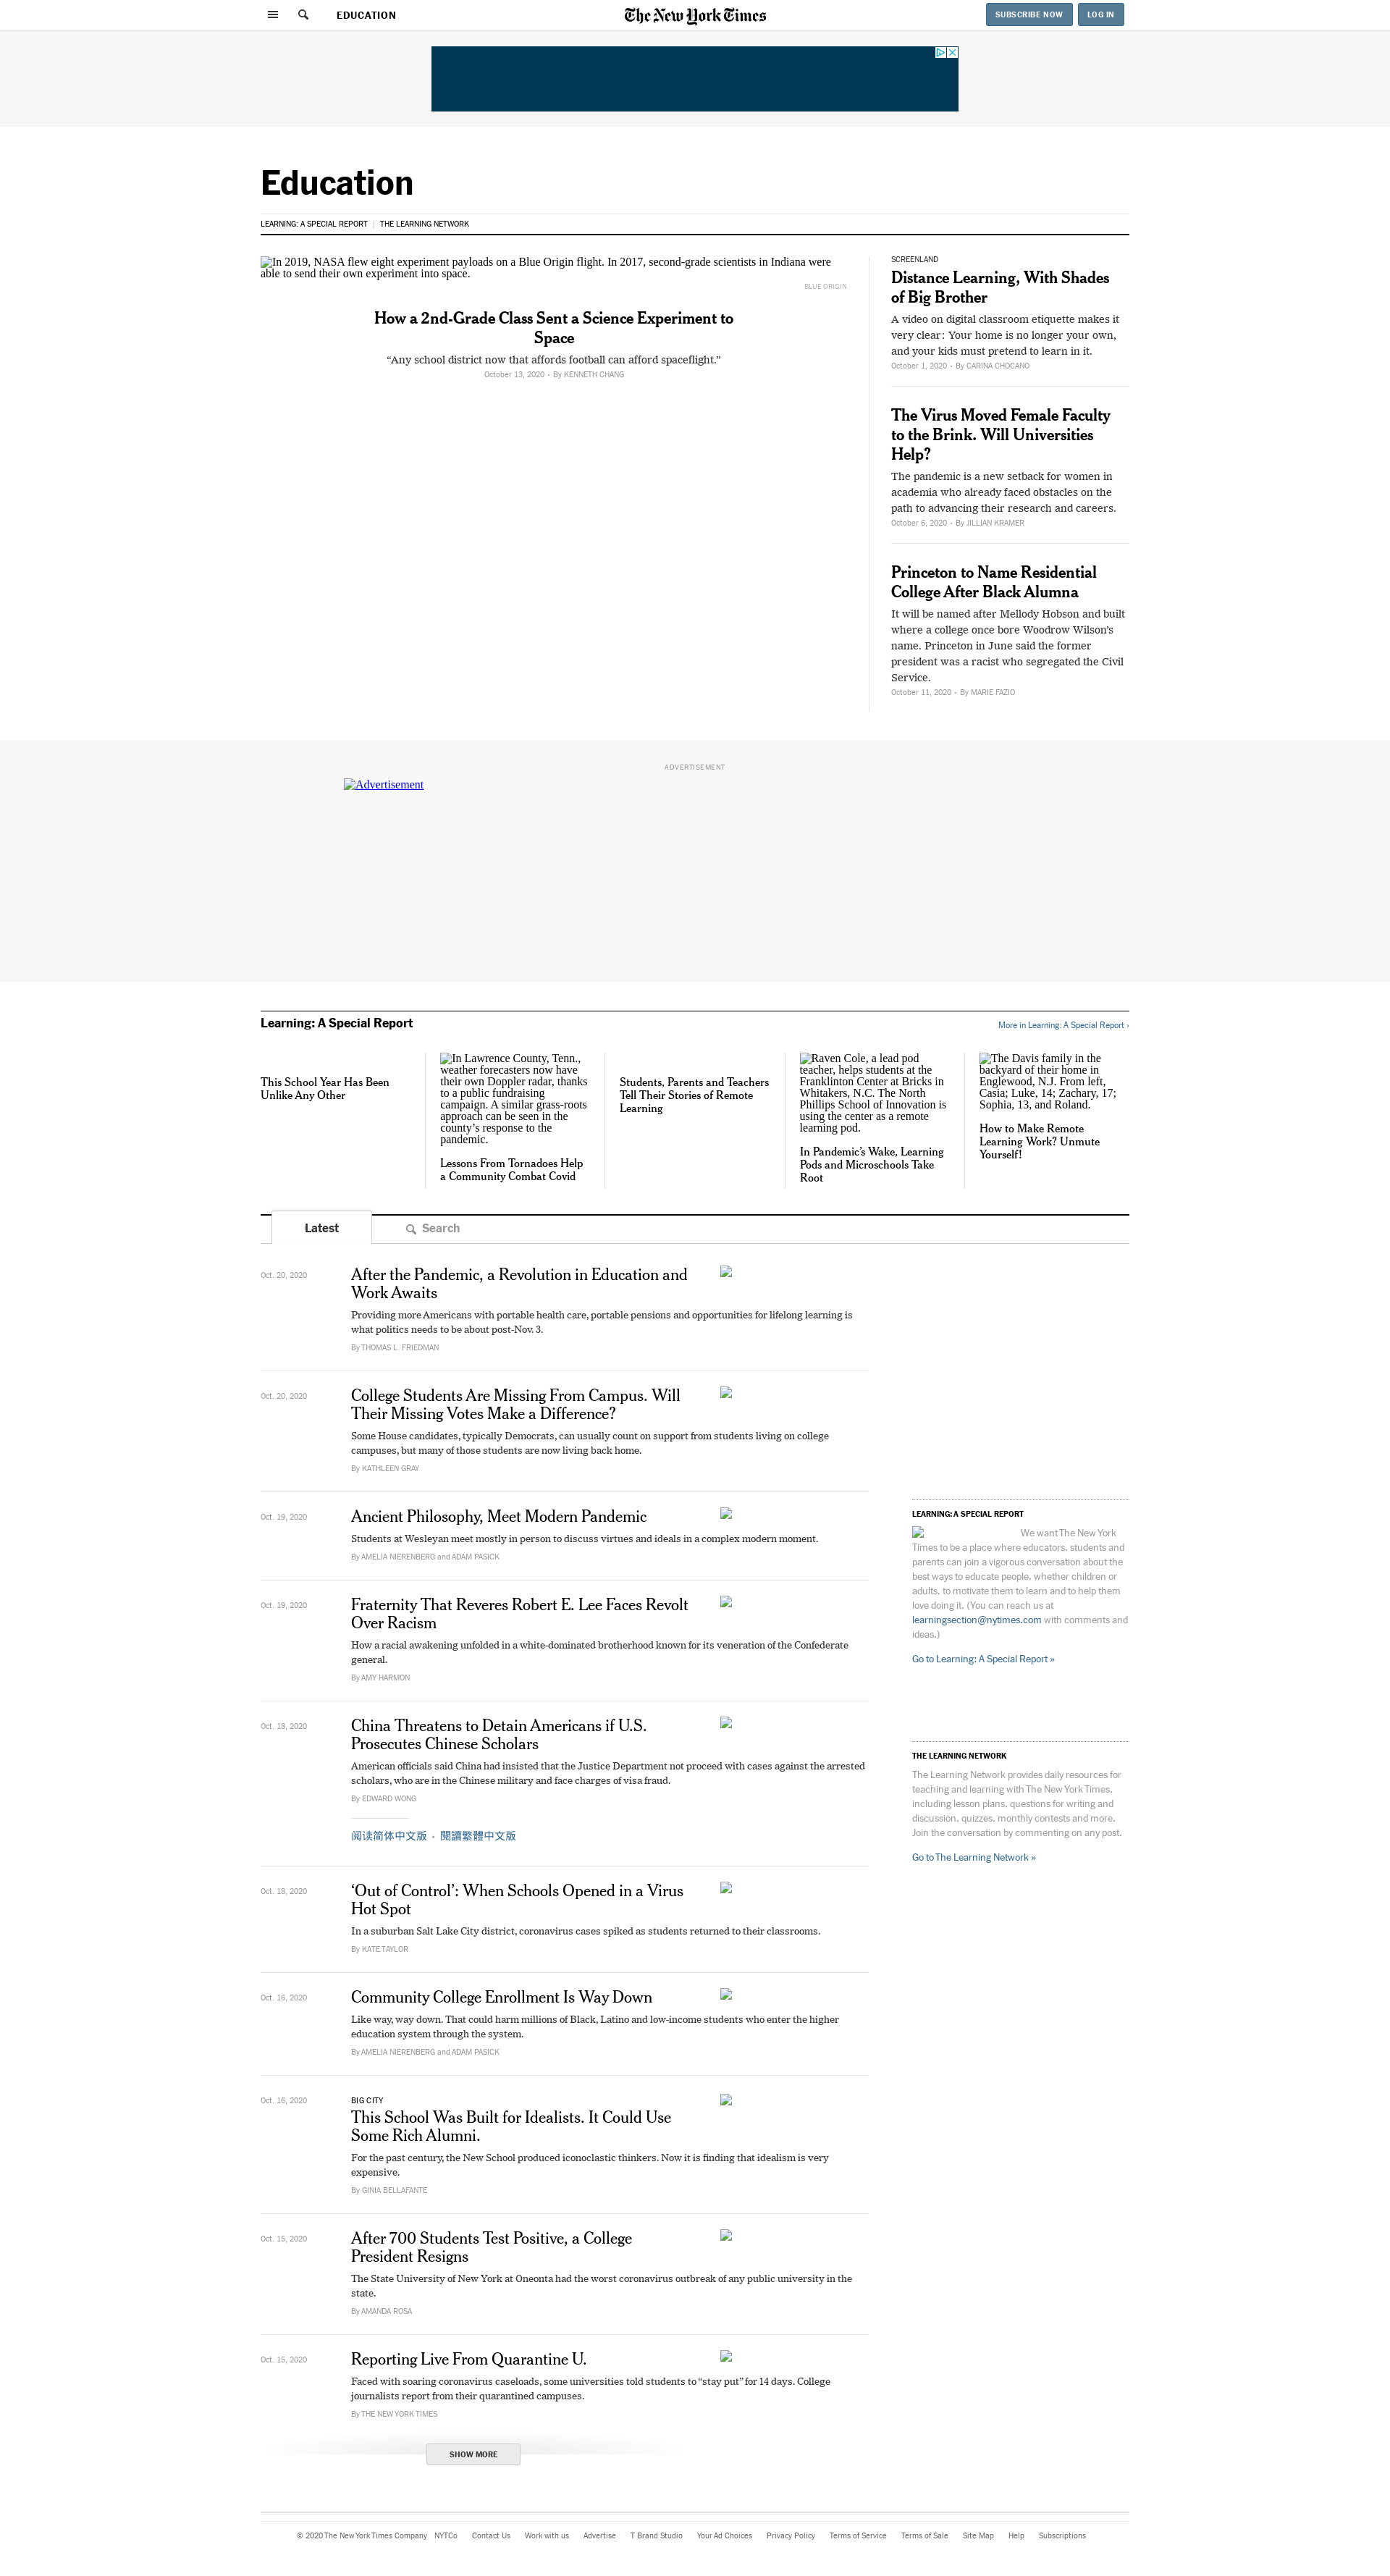 EDUCATION
The New York Times
SUBSCRIBE NOW
LOG IN
Education
LEARNING: A SPECIAL REPORT
THE LEARNING NETWORK
In 2019, NASA flew eight experiment payloads on a Blue Origin flight. In 2017, second-grade scientists in Indiana were
able to send their own experiment into space.
BLUE ORIGIN
How a 2nd-Grade Class Sent a Science Experiment to
Space
“Any school district now that affords football can afford spaceflight.”
October 13, 2020 • By KENNETH CHANG
SCREENLAND
Distance Learning, With Shades
of Big Brother
A video on digital classroom etiquette makes it
very clear: Your home is no longer your own,
and your kids must pretend to learn in it.
October 1, 2020 • By CARINA CHOCANO
The Virus Moved Female Faculty
to the Brink. Will Universities
Help?
The pandemic is a new setback for women in
academia who already faced obstacles on the
path to advancing their research and careers.
October 6, 2020 • By JILLIAN KRAMER
Princeton to Name Residential
College After Black Alumna
It will be named after Mellody Hobson and built
where a college once bore Woodrow Wilson’s
name. Princeton in June said the former
president was a racist who segregated the Civil
Service.
October 11, 2020 • By MARIE FAZIO
ADVERTISEMENT
Advertisement
Learning: A Special Report
More in Learning: A Special Report ›
This School Year Has Been
Unlike Any Other
In Lawrence County, Tenn.,
weather forecasters now have
their own Doppler radar, thanks
to a public fundraising
campaign. A similar grass-roots
approach can be seen in the
county’s response to the
pandemic.
Lessons From Tornadoes Help
a Community Combat Covid
Students, Parents and Teachers
Tell Their Stories of Remote
Learning
Raven Cole, a lead pod
teacher, helps students at the
Franklinton Center at Bricks in
Whitakers, N.C. The North
Phillips School of Innovation is
using the center as a remote
learning pod.
In Pandemic’s Wake, Learning
Pods and Microschools Take
Root
The Davis family in the
backyard of their home in
Englewood, N.J. From left,
Casia; Luke, 14; Zachary, 17;
Sophia, 13, and Roland.
How to Make Remote
Learning Work? Unmute
Yourself!
Latest
Search
Oct. 20, 2020
After the Pandemic, a Revolution in Education and
Work Awaits
Providing more Americans with portable health care, portable pensions and opportunities for lifelong learning is
what politics needs to be about post-Nov. 3.
By THOMAS L. FRIEDMAN
Oct. 20, 2020
College Students Are Missing From Campus. Will
Their Missing Votes Make a Difference?
Some House candidates, typically Democrats, can usually count on support from students living on college
campuses, but many of those students are now living back home.
By KATHLEEN GRAY
Oct. 19, 2020
Ancient Philosophy, Meet Modern Pandemic
Students at Wesleyan meet mostly in person to discuss virtues and ideals in a complex modern moment.
By AMELIA NIERENBERG and ADAM PASICK
Oct. 19, 2020
Fraternity That Reveres Robert E. Lee Faces Revolt
Over Racism
How a racial awakening unfolded in a white-dominated brotherhood known for its veneration of the Confederate
general.
By AMY HARMON
Oct. 18, 2020
China Threatens to Detain Americans if U.S.
Prosecutes Chinese Scholars
American officials said China had insisted that the Justice Department not proceed with cases against the arrested
scholars, who are in the Chinese military and face charges of visa fraud.
By EDWARD WONG
阅读简体中文版 • 閱讀繁體中文版
Oct. 18, 2020
‘Out of Control’: When Schools Opened in a Virus
Hot Spot
In a suburban Salt Lake City district, coronavirus cases spiked as students returned to their classrooms.
By KATE TAYLOR
Oct. 16, 2020
Community College Enrollment Is Way Down
Like way, way down. That could harm millions of Black, Latino and low-income students who enter the higher
education system through the system.
By AMELIA NIERENBERG and ADAM PASICK
Oct. 16, 2020
BIG CITY
This School Was Built for Idealists. It Could Use
Some Rich Alumni.
For the past century, the New School produced iconoclastic thinkers. Now it is finding that idealism is very
expensive.
By GINIA BELLAFANTE
Oct. 15, 2020
After 700 Students Test Positive, a College
President Resigns
The State University of New York at Oneonta had the worst coronavirus outbreak of any public university in the
state.
By AMANDA ROSA
Oct. 15, 2020
Reporting Live From Quarantine U.
Faced with soaring coronavirus caseloads, some universities told students to “stay put” for 14 days. College
journalists report from their quarantined campuses.
By THE NEW YORK TIMES
SHOW MORE
LEARNING: A SPECIAL REPORT
We want The New York
Times to be a place where educators, students and
parents can join a vigorous conversation about the
best ways to educate people, whether children or
adults, to motivate them to learn and to help them
love doing it. (You can reach us at
learningsection@nytimes.com with comments and
ideas.)
Go to Learning: A Special Report »
THE LEARNING NETWORK
The Learning Network provides daily resources for
teaching and learning with The New York Times,
including lesson plans, questions for writing and
discussion, quizzes, monthly contests and more.
Join the conversation by commenting on any post.
Go to The Learning Network »
© 2020 The New York Times Company NYTCo Contact Us Work with us Advertise T Brand Studio Your Ad Choices Privacy Policy Terms of Service Terms of Sale Site Map Help Subscriptions